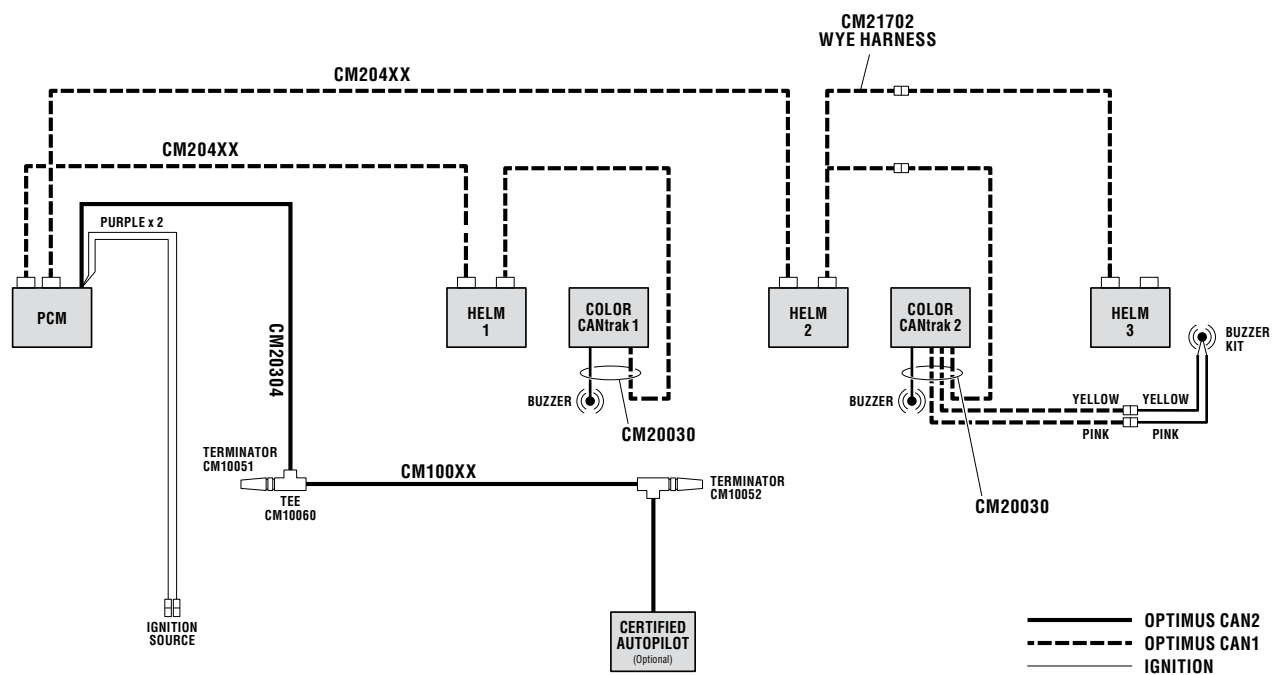 CM21702
WYE HARNESS
CM204XX
CM204XX
PURPLE x 2
PCM
HELM
1
COLOR
CANtrak 1
HELM
2
COLOR
CANtrak 2
HELM
3
BUZZER
KIT
CM20304
BUZZER
CM20030
BUZZER
YELLOW
YELLOW
PINK
PINK
CM20030
TERMINATOR
CM10051
TEE
CM10060
CM100XX
TERMINATOR
CM10052
IGNITION
SOURCE
CERTIFIED
AUTOPILOT
(Optional)
OPTIMUS CAN2
OPTIMUS CAN1
IGNITION